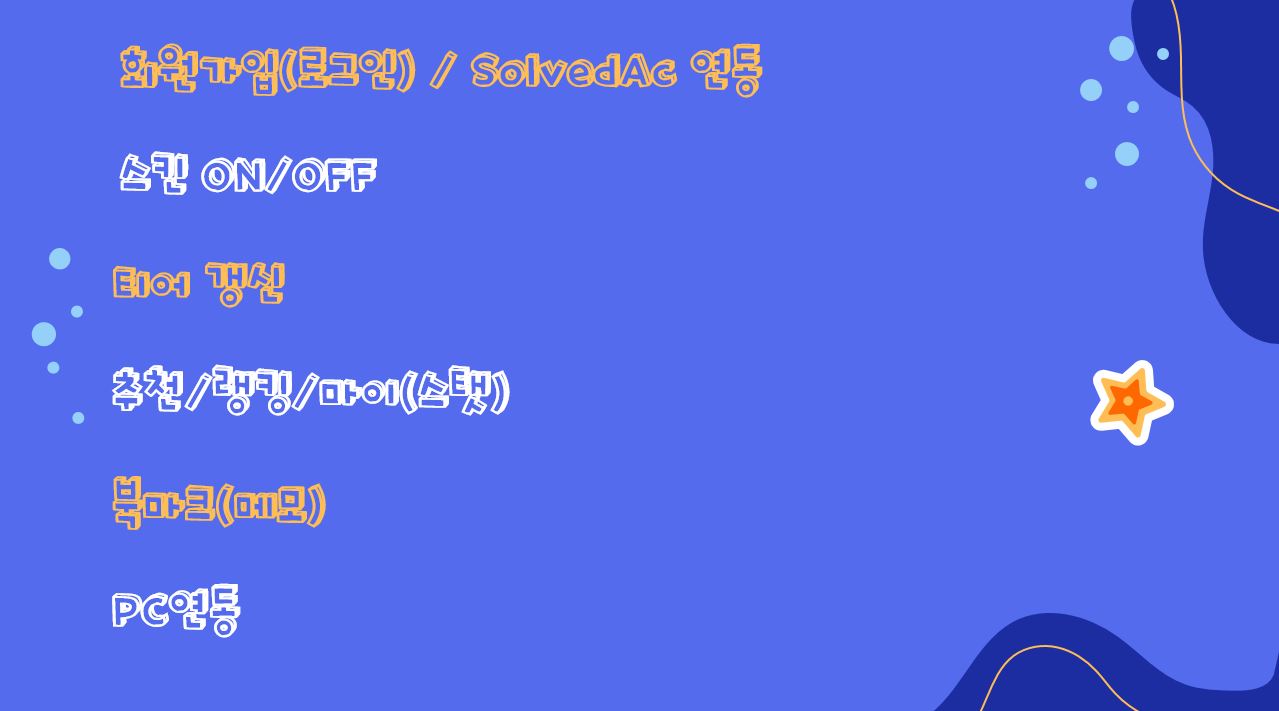 회원가입(로그인) / SolvedAc 연동
스킨 ON/OFF
티어 갱신
추천/랭킹/마이(스탯)
북마크(메모)
PC연동